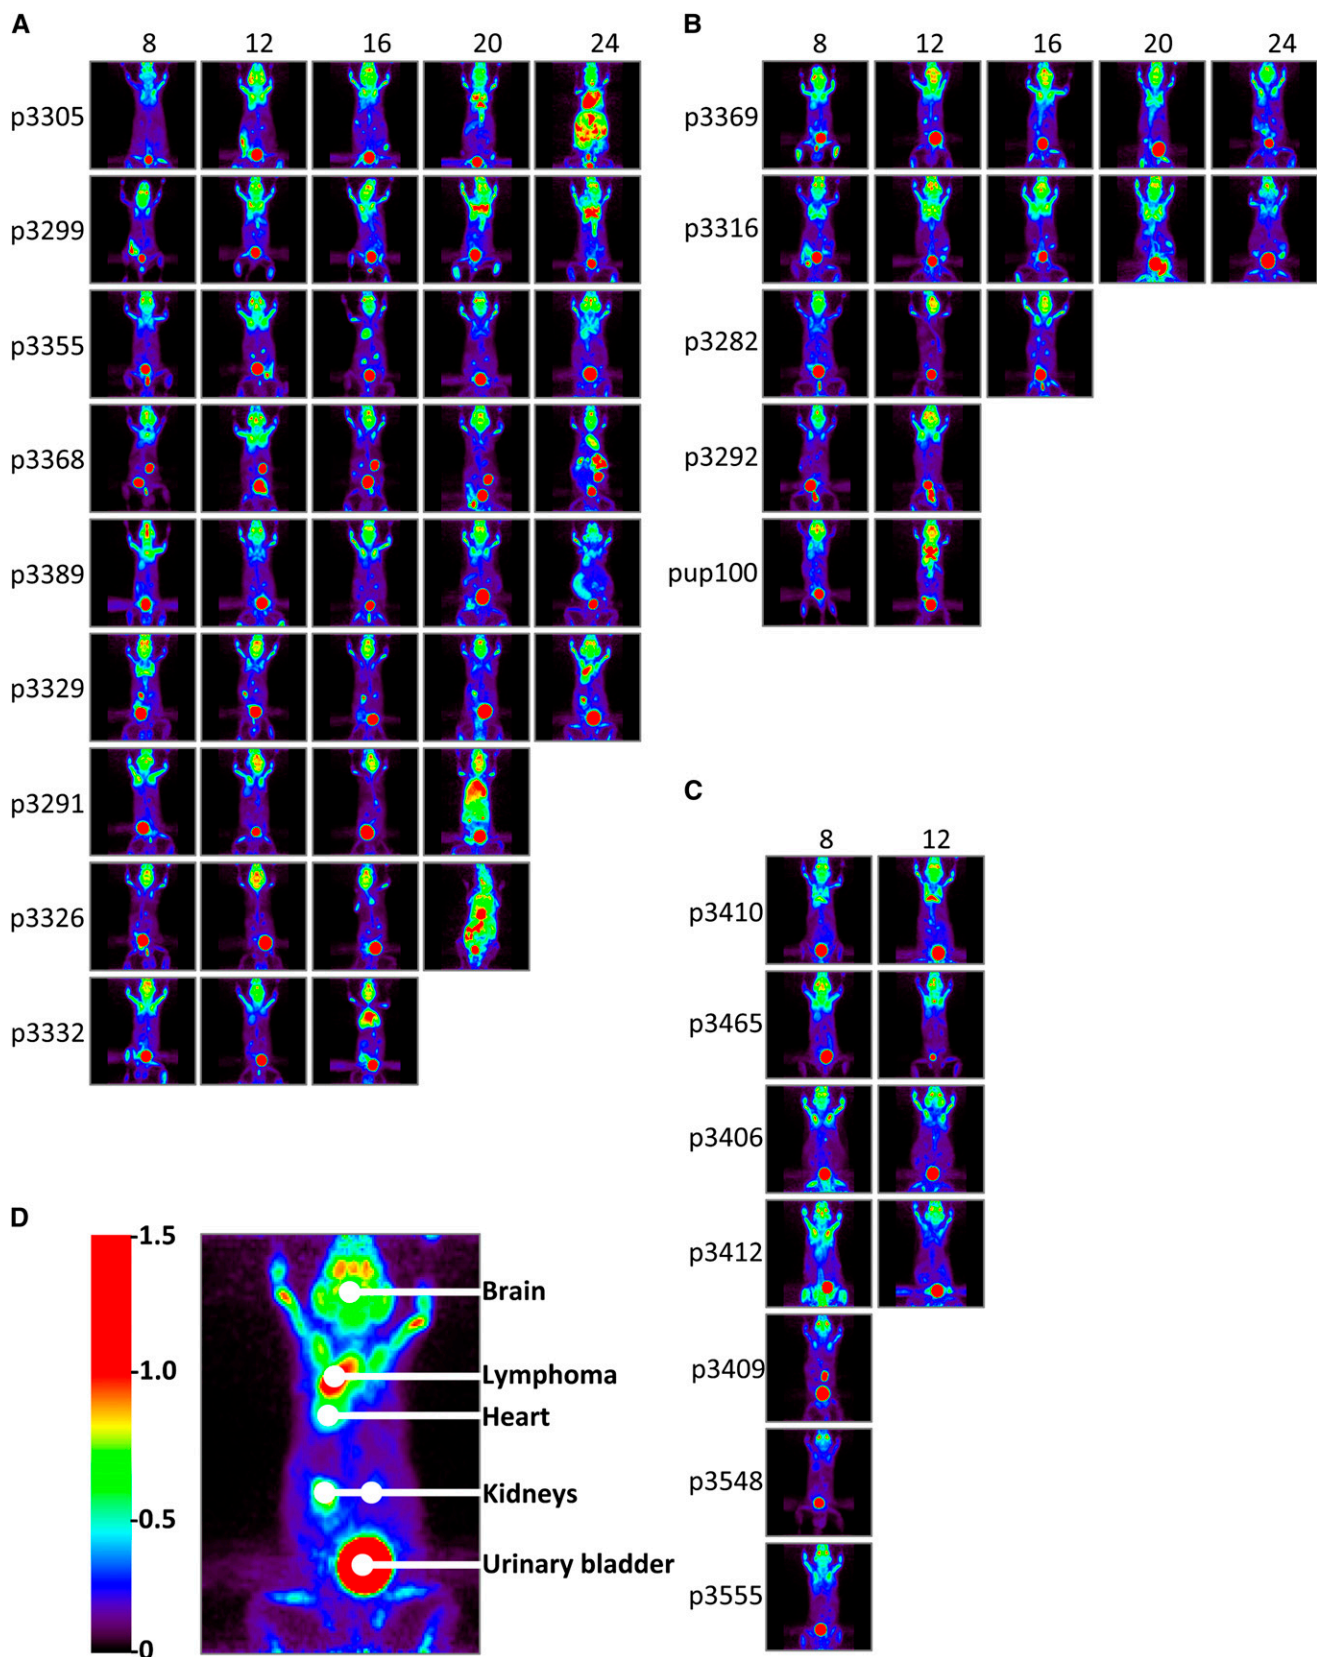 A
8 12 16 20 24
p3305
p3299
p3355
p3368
p3389
p3329
p3291
p3326
p3332
B
8 12 16 20 24
p3369
p3316
p3282
p3292
pup100
C
8 12
p3410
p3465
p3406
p3412
p3409
p3548
p3555
D
-1.5
-1.0
-0.5
-0
Brain
Lymphoma
Heart
Kidneys
Urinary bladder